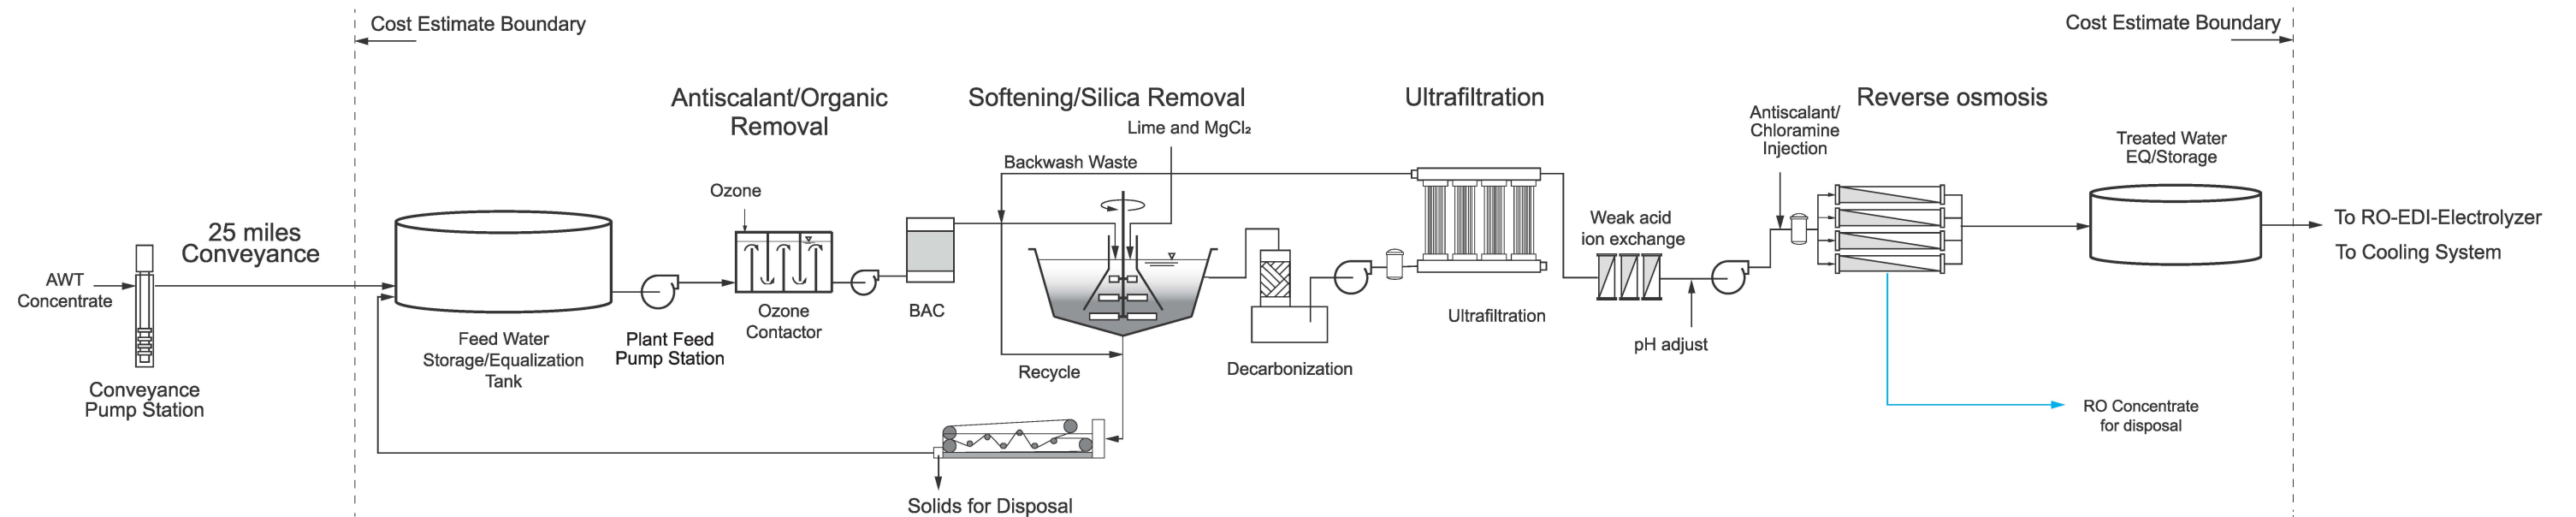 Cost Estimate Boundary
Cost Estimate Boundary
Antiscalant/Organic
Removal
Softening/Silica Removal
Lime and MgCl₂
Ultrafiltration
Reverse osmosis
Antiscalant/
Chloramine
Injection
Treated Water
EQ/Storage
Backwash Waste
Ozone
25 miles
Conveyance
Weak acid
ion exchange
To RO-EDI-Electrolyzer
To Cooling System
AWT
Concentrate
Conveyance
Pump Station
Feed Water
Storage/Equalization
Tank
Plant Feed
Pump Station
Ozone
Contactor
BAC
Recycle
Decarbonization
Ultrafiltration
pH adjust
RO Concentrate
for disposal
Solids for Disposal